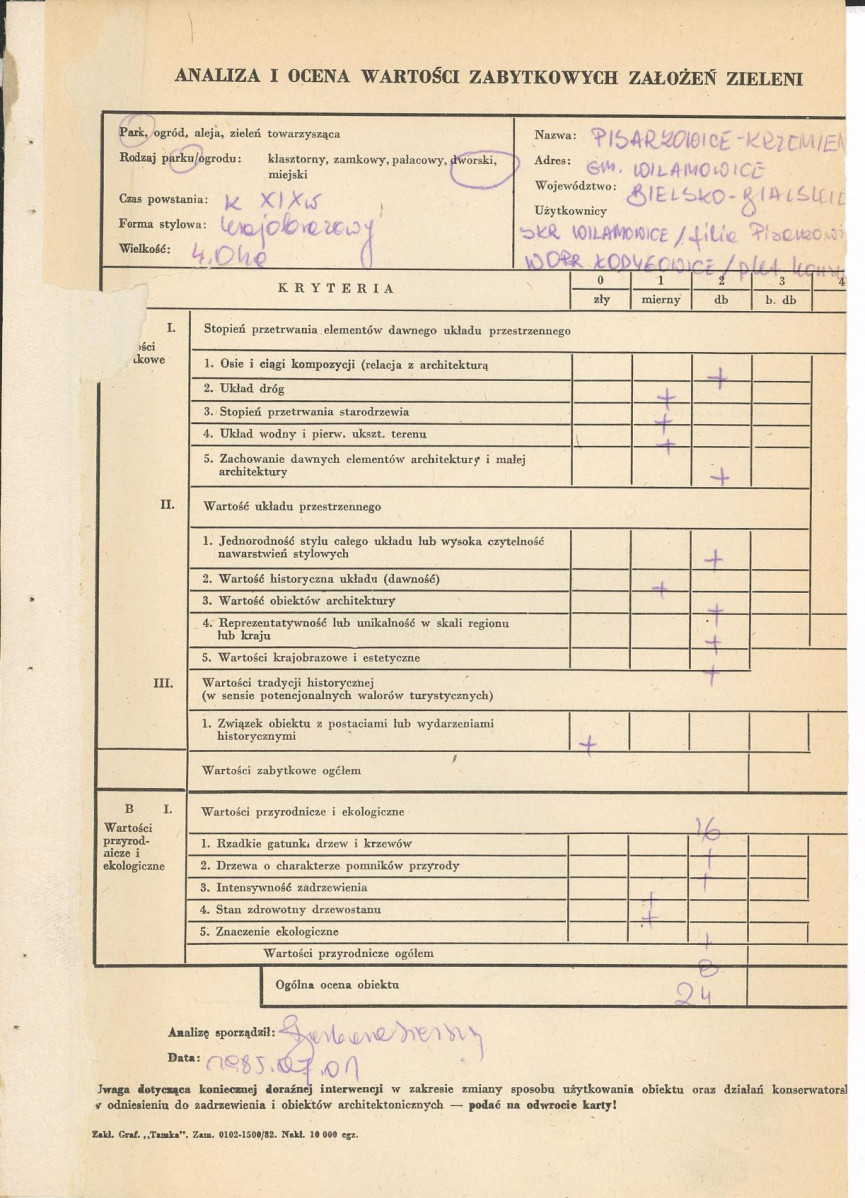 ANALIZA I OCENA WARTOŚCI ZABYTKOWYCH ZAŁOŻEŃ ZIELENI
Park, ogród, aleja, zieleń towarzysząca
Rodzaj parku/ogrodu: klasztorny, zamkowy, pałacowy, dworski,
miejski
Czas powstania: K XIXw
Forma stylowa: krajobrazowy
Wielkość: 4.0ha
Nazwa: PISARZOWICE-KRZEMIEN
Adres: GM. WILAMOWICE
Województwo: BIELSKO-BIALSKIE
Użytkownicy
SKR WILAMOWICE/filia Pisarzowi
WOPR ŁODYGOWICE/
KRYTERIA
0 1 2 3 4
zły mierny db b. db
I. Stopień przetrwania elementów dawnego układu przestrzennego
ści
kowe
1. Osie i ciągi kompozycji (relacja z architekturą +
2. Układ dróg +
3. Stopień przetrwania starodrzewia +
4. Układ wodny i pierw. ukszt. terenu +
5. Zachowanie dawnych elementów architektury i małej
architektury +
II. Wartość układu przestrzennego
1. Jednorodność stylu całego układu lub wysoka czytelność
nawarstwień stylowych +
2. Wartość historyczna układu (dawność) +
3. Wartość obiektów architektury +
4. Reprezentatywność lub unikalność w skali regionu
lub kraju +
5. Wartości krajobrazowe i estetyczne +
III. Wartości tradycji historycznej
(w sensie potencjonalnych walorów turystycznych)
1. Związek obiektu z postaciami lub wydarzeniami
historycznymi +
Wartości zabytkowe ogółem
16
B I. Wartości przyrodnicze i ekologiczne
Wartości
przyrod-
nicze i
ekologiczne
1. Rzadkie gatunki drzew i krzewów +
2. Drzewa o charakterze pomników przyrody +
3. Intensywność zadrzewienia +
4. Stan zdrowotny drzewostanu +
5. Znaczenie ekologiczne +
Wartości przyrodnicze ogółem 8
Ogólna ocena obiektu 24
Analizę sporządził:
Data: 1985.07.01
Uwaga dotycząca koniecznej doraźnej interwencji w zakresie zmiany sposobu użytkowania obiektu oraz działań konserwatorsl
w odniesieniu do zadrzewienia i obiektów architektonicznych — podać na odwrocie karty!
Zakł. Graf. „Tamka". Zam. 0102-1500/82. Nakł. 10 000 egz.